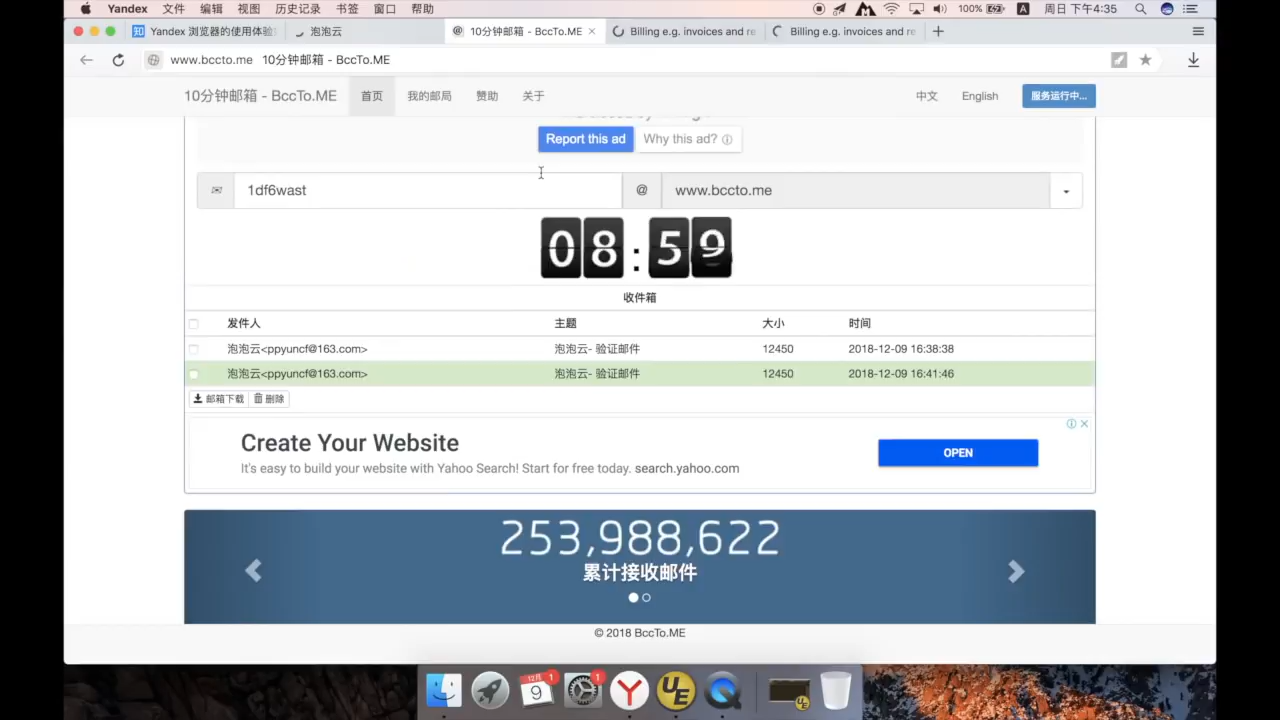 Yandex 文件 编辑 视图 历史记录 书签 窗口 帮助 100% A 周日 下午4:35
知 Yandex 浏览器的使用体验 泡泡云 @ 10分钟邮箱 - BccTo.ME Billing e.g. invoices and re Billing e.g. invoices and re
www.bccto.me 10分钟邮箱 - BccTo.ME
10分钟邮箱 - BccTo.ME 首页 我的邮局 赞助 关于 中文 English 服务运行中...
Report this ad Why this ad?
1df6wast @ www.bccto.me
08:59
收件箱
发件人 主题 大小 时间
泡泡云<ppyuncf@163.com> 泡泡云- 验证邮件 12450 2018-12-09 16:38:38
泡泡云<ppyuncf@163.com> 泡泡云- 验证邮件 12450 2018-12-09 16:41:46
邮箱下载 删除
Create Your Website
It's easy to build your website with Yahoo Search! Start for free today. search.yahoo.com
OPEN
253,988,622
累计接收邮件
© 2018 BccTo.ME
12月 1 9 1 Y UE UE